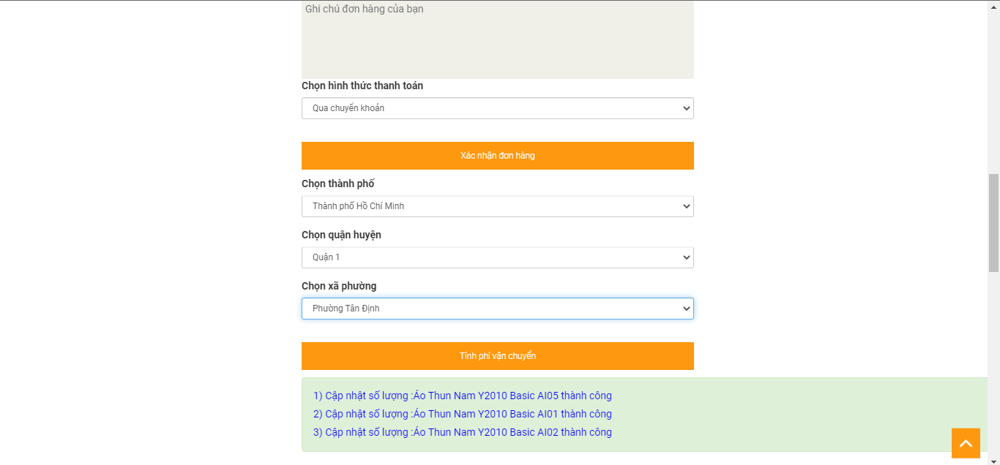 Ghi chú đơn hàng của bạn
Chọn hình thức thanh toán
Qua chuyển khoản
Xác nhận đơn hàng
Chọn thành phố
Thành phố Hồ Chí Minh
Chọn quận huyện
Quận 1
Chọn xã phường
Phường Tân Định
Tính phí vận chuyển
1) Cập nhật số lượng :Áo Thun Nam Y2010 Basic AI05 thành công
2) Cập nhật số lượng :Áo Thun Nam Y2010 Basic AI01 thành công
3) Cập nhật số lượng :Áo Thun Nam Y2010 Basic AI02 thành công